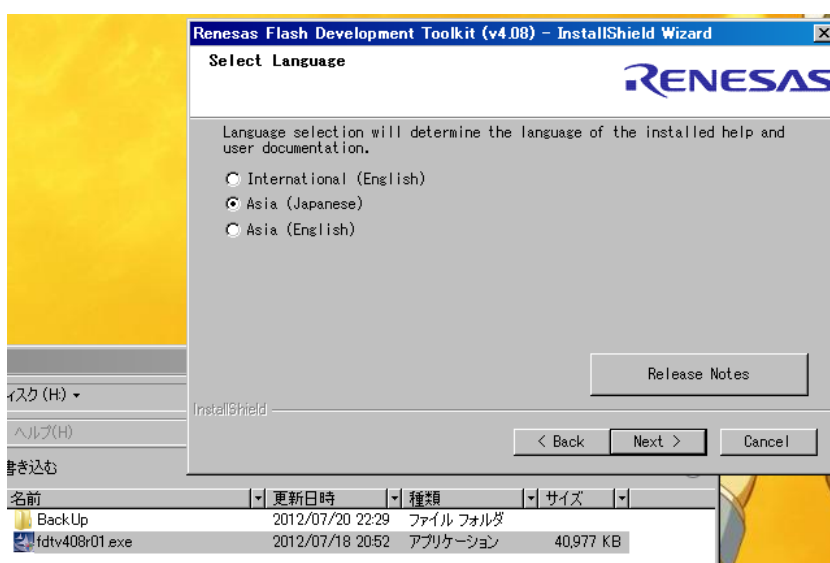 Renesas Flash Development Toolkit (v4.08) - InstallShield Wizard
Select Language
RENESAS
Language selection will determine the language of the installed help and
user documentation.
International (English)
Asia (Japanese)
Asia (English)
Release Notes
InstallShield
< Back Next > Cancel
ィスク (H:)
ヘルプ(H)
書き込む
名前 更新日時 種類 サイズ
BackUp 2012/07/20 22:29 ファイル フォルダ
fdtv408r01.exe 2012/07/18 20:52 アプリケーション 40,977 KB